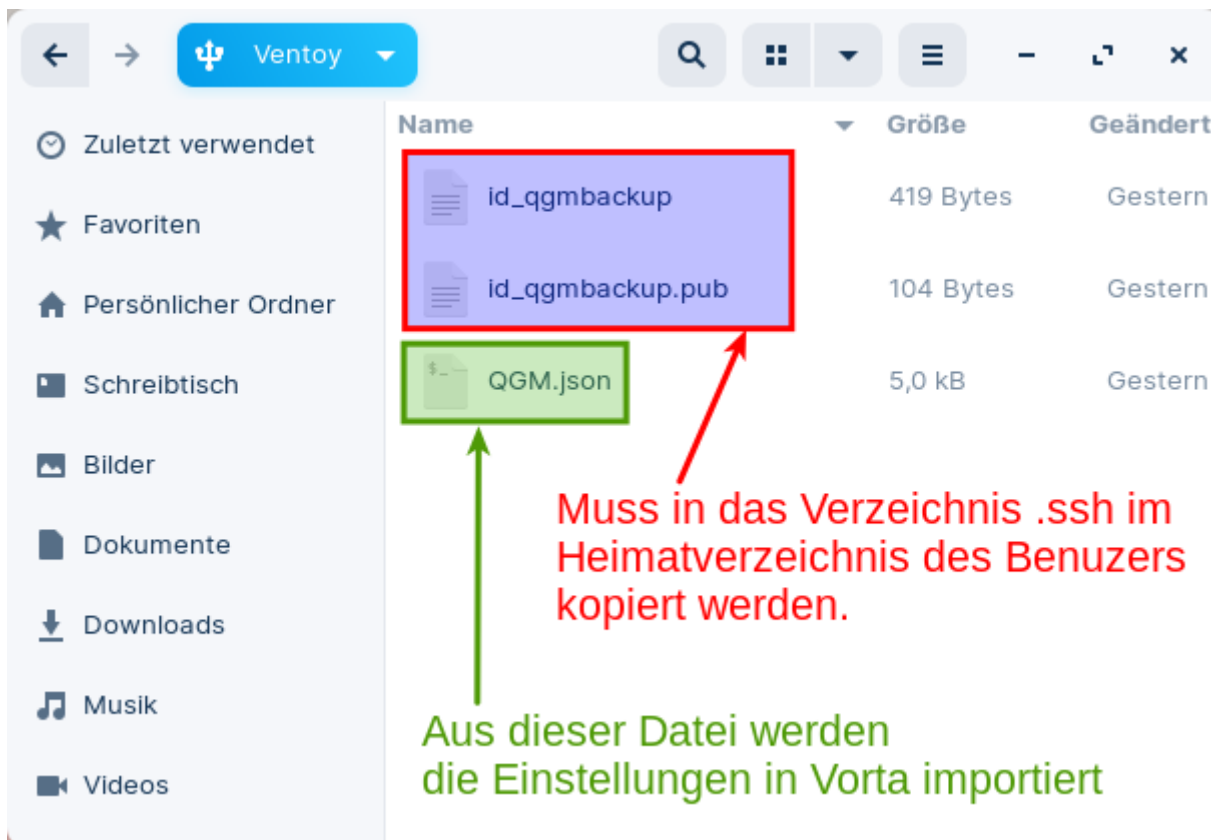 Ventoy
Name Größe Geändert
Zuletzt verwendet
Favoriten
Persönlicher Ordner
Schreibtisch
Bilder
Dokumente
Downloads
Musik
Videos
id_qgmbackup 419 Bytes Gestern
id_qgmbackup.pub 104 Bytes Gestern
$_
QGM.json 5,0 kB Gestern
Muss in das Verzeichnis .ssh im
Heimatverzeichnis des Benuzers
kopiert werden.
Aus dieser Datei werden
die Einstellungen in Vorta importiert